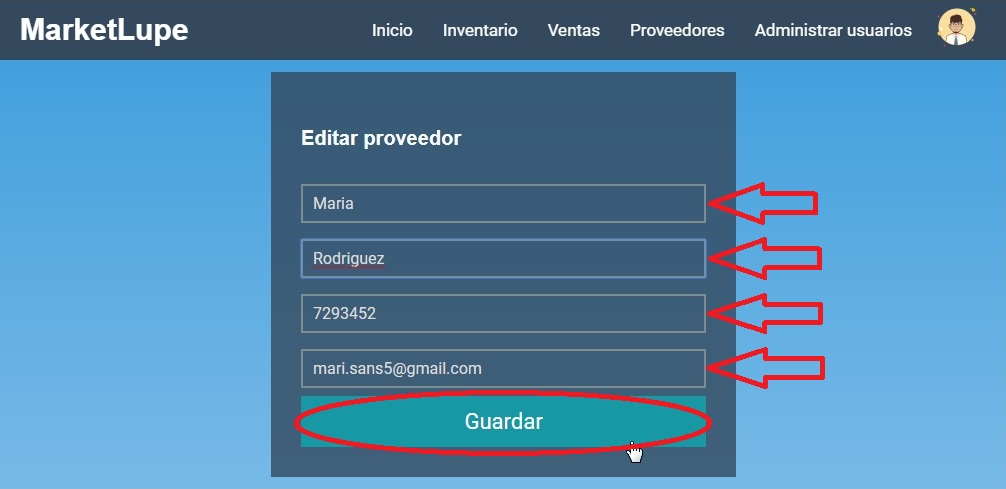 MarketLupe
Inicio Inventario Ventas Proveedores Administrar usuarios
Editar proveedor
Maria
Rodriguez
7293452
mari.sans5@gmail.com
Guardar